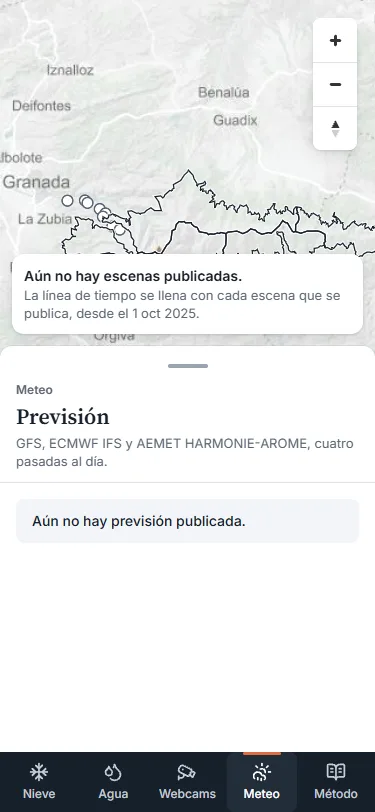 Iznalloz
Benalúa
Deifontes
Guadix
lbolote
Granada
La Zubia
Aún no hay escenas publicadas.
La línea de tiempo se llena con cada escena que se
publica, desde el 1 oct 2025.
Órgiva
Meteo
Previsión
GFS, ECMWF IFS y AEMET HARMONIE-AROME, cuatro
pasadas al día.
Aún no hay previsión publicada.
Nieve
Agua
Webcams
Meteo
Método